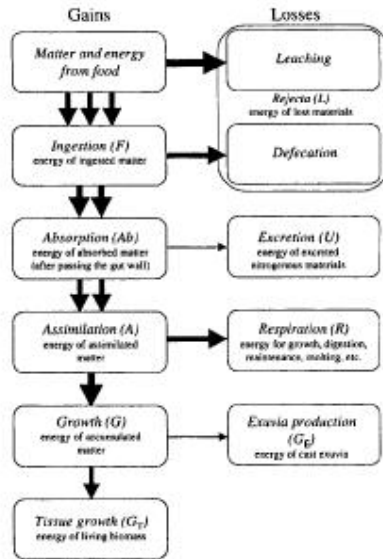 Gains
Losses
Matter and energy
from food
Leaching
Rejecta (L)
energy of lost materials
Ingestion (F)
energy of ingested matter
Defecation
Absorption (Ab)
energy of absorbed matter
(after passing the gut wall)
Excretion (U)
energy of excreted
nitrogenous materials
Assimilation (A)
energy of assimilated
matter
Respiration (R)
energy for growth, digestion,
maintenance, molting, etc.
Growth (G)
energy of accumulated
matter
Exuvia production
(G_E)
energy of cast exuvia
Tissue growth (G_T)
energy of living biomass